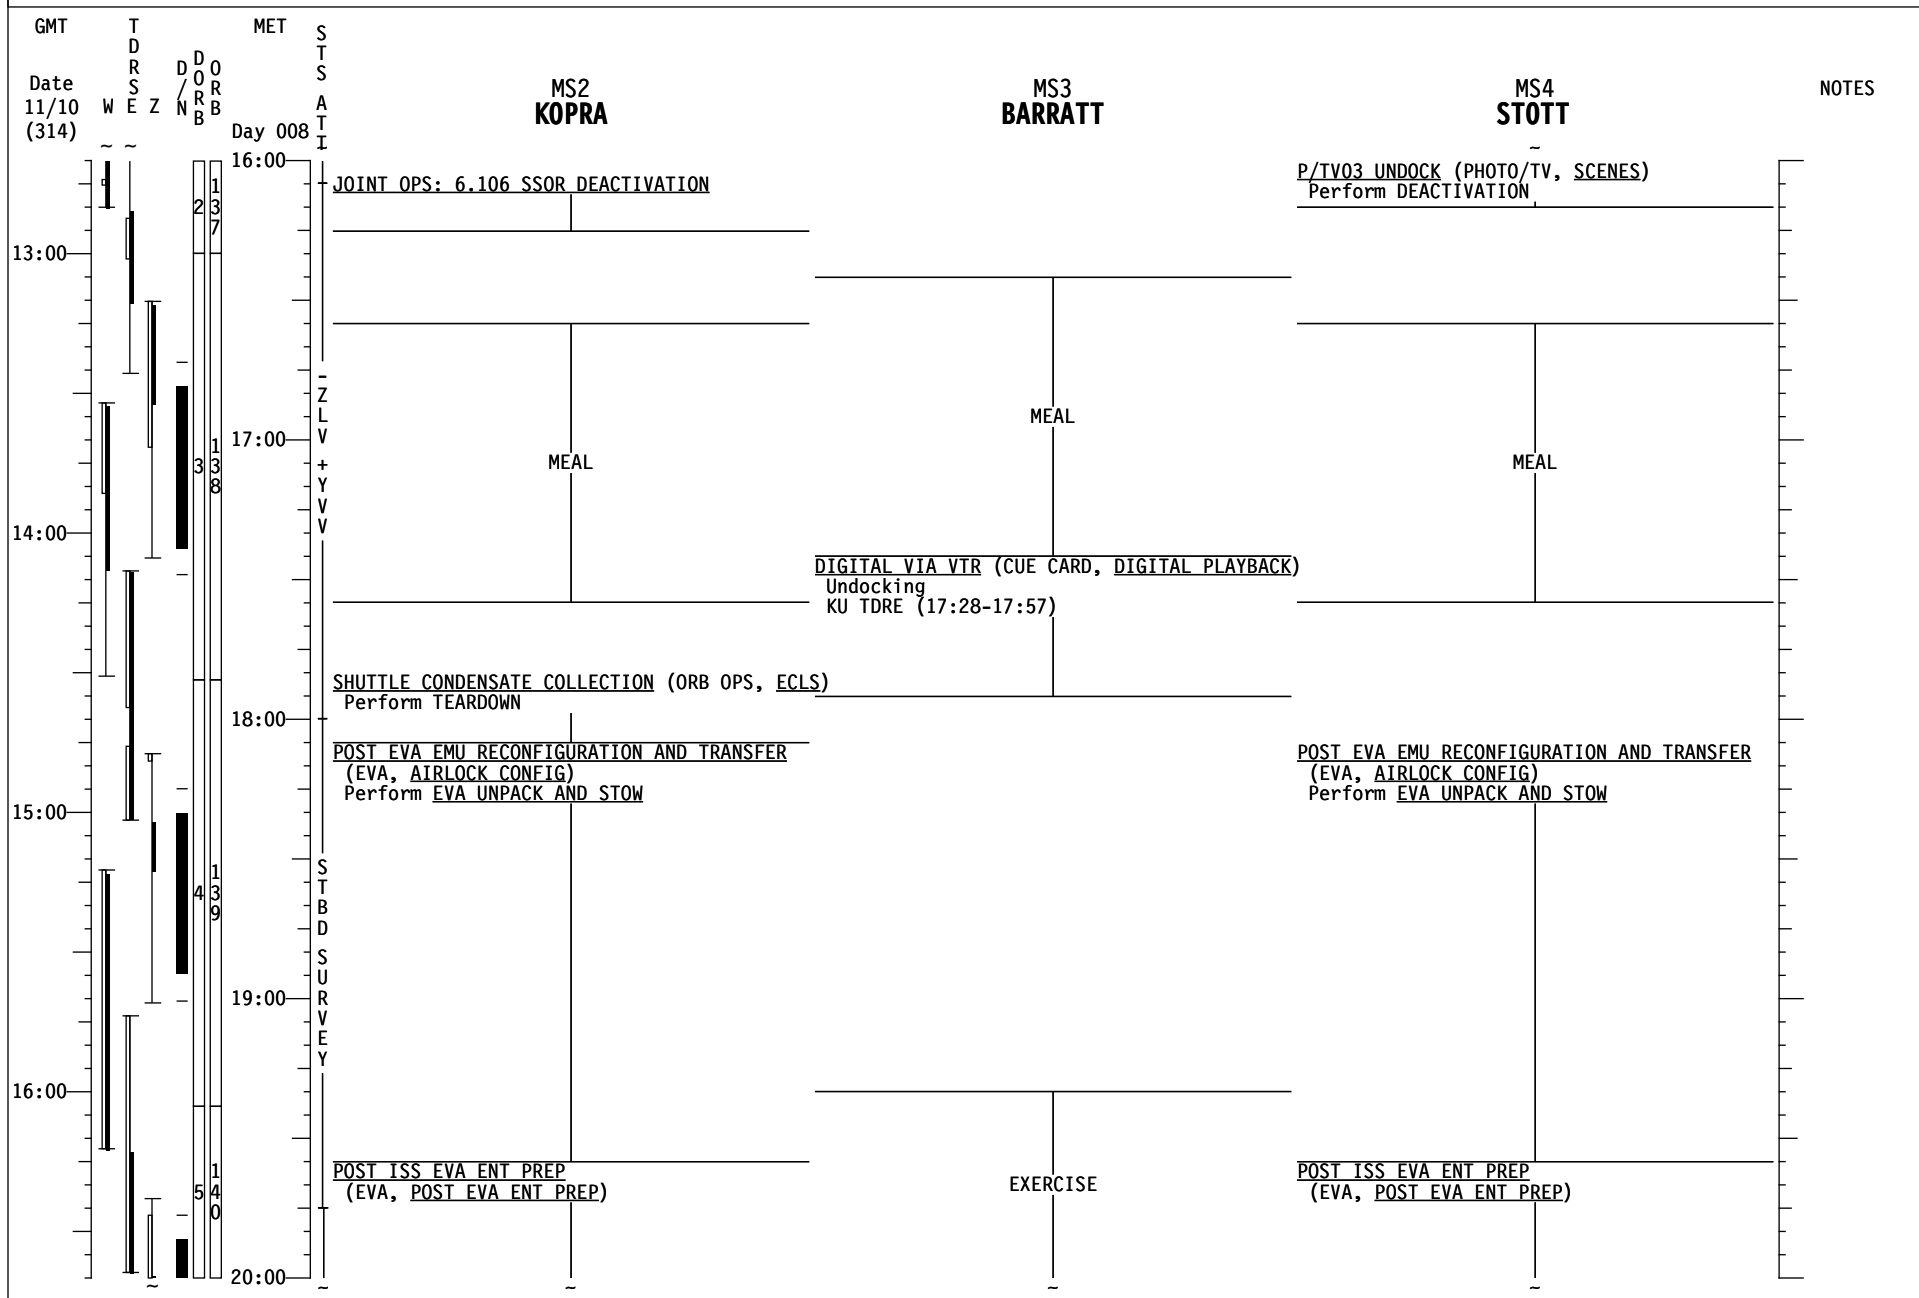 GMT
TDRS
MET
STS ATT
D/N
DORB
ORB
Date
11/10
(314)
W E Z
Day 008
MS2
KOPRA
MS3
BARRATT
MS4
STOTT
NOTES
~ ~ ~
16:00
JOINT OPS: 6.106 SSOR DEACTIVATION
P/TV03 UNDOCK (PHOTO/TV, SCENES)
Perform DEACTIVATION
2
137
13:00
-ZLV +YVV
MEAL
17:00
3
138
MEAL
MEAL
14:00
DIGITAL VIA VTR (CUE CARD, DIGITAL PLAYBACK)
Undocking
KU TDRE (17:28-17:57)
SHUTTLE CONDENSATE COLLECTION (ORB OPS, ECLS)
Perform TEARDOWN
18:00
POST EVA EMU RECONFIGURATION AND TRANSFER
(EVA, AIRLOCK CONFIG)
Perform EVA UNPACK AND STOW
POST EVA EMU RECONFIGURATION AND TRANSFER
(EVA, AIRLOCK CONFIG)
Perform EVA UNPACK AND STOW
15:00
4
139
STBD SURVEY
19:00
16:00
5
140
POST ISS EVA ENT PREP
(EVA, POST EVA ENT PREP)
EXERCISE
POST ISS EVA ENT PREP
(EVA, POST EVA ENT PREP)
20:00
~ ~ ~ ~ ~